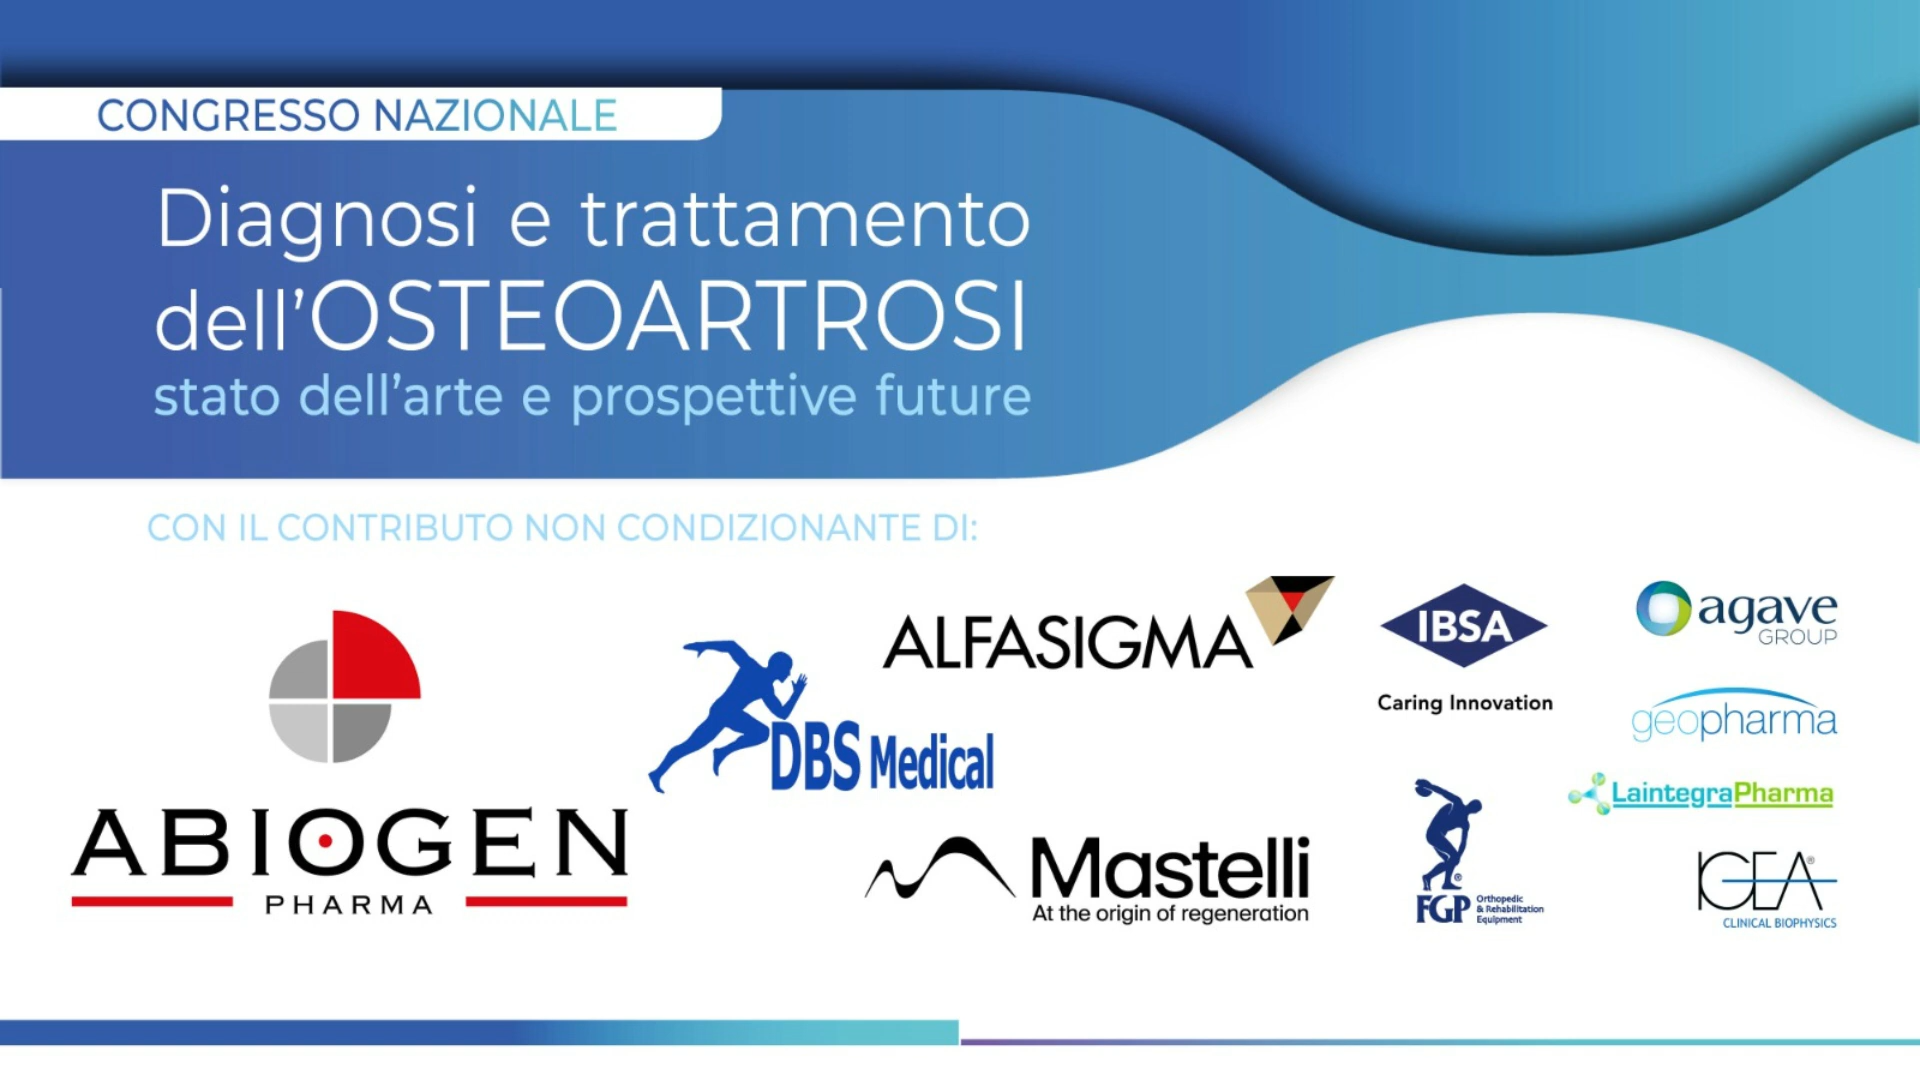 CONGRESSO NAZIONALE
Diagnosi e trattamento
dell'OSTEOARTROSI
stato dell'arte e prospettive future
CON IL CONTRIBUTO NON CONDIZIONANTE DI:
ABIOGEN
PHARMA
DBS Medical
ALFASIGMA
Mastelli
At the origin of regeneration
IBSA
Caring Innovation
FGP®
Orthopedic
& Rehabilitation
Equipment
agave
GROUP
geopharma
LaintegraPharma
IGEA®
CLINICAL BIOPHYSICS